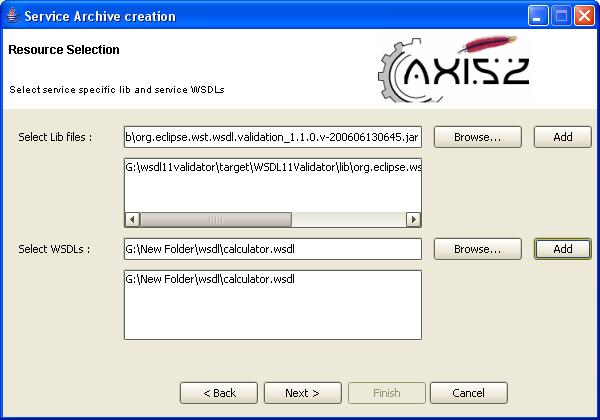 Service Archive creation
Resource Selection
AXIS2
Select service specific lib and service WSDLs
Select Lib files :
b\org.eclipse.wst.wsdl.validation_1.1.0.v-200606130645.jar
Browse...
Add
G:\wsdl11validator\target\WSDL11Validator\lib\org.eclipse.ws
Select WSDLs :
G:\New Folder\wsdl\calculator.wsdl
Browse...
Add
G:\New Folder\wsdl\calculator.wsdl
< Back
Next >
Finish
Cancel